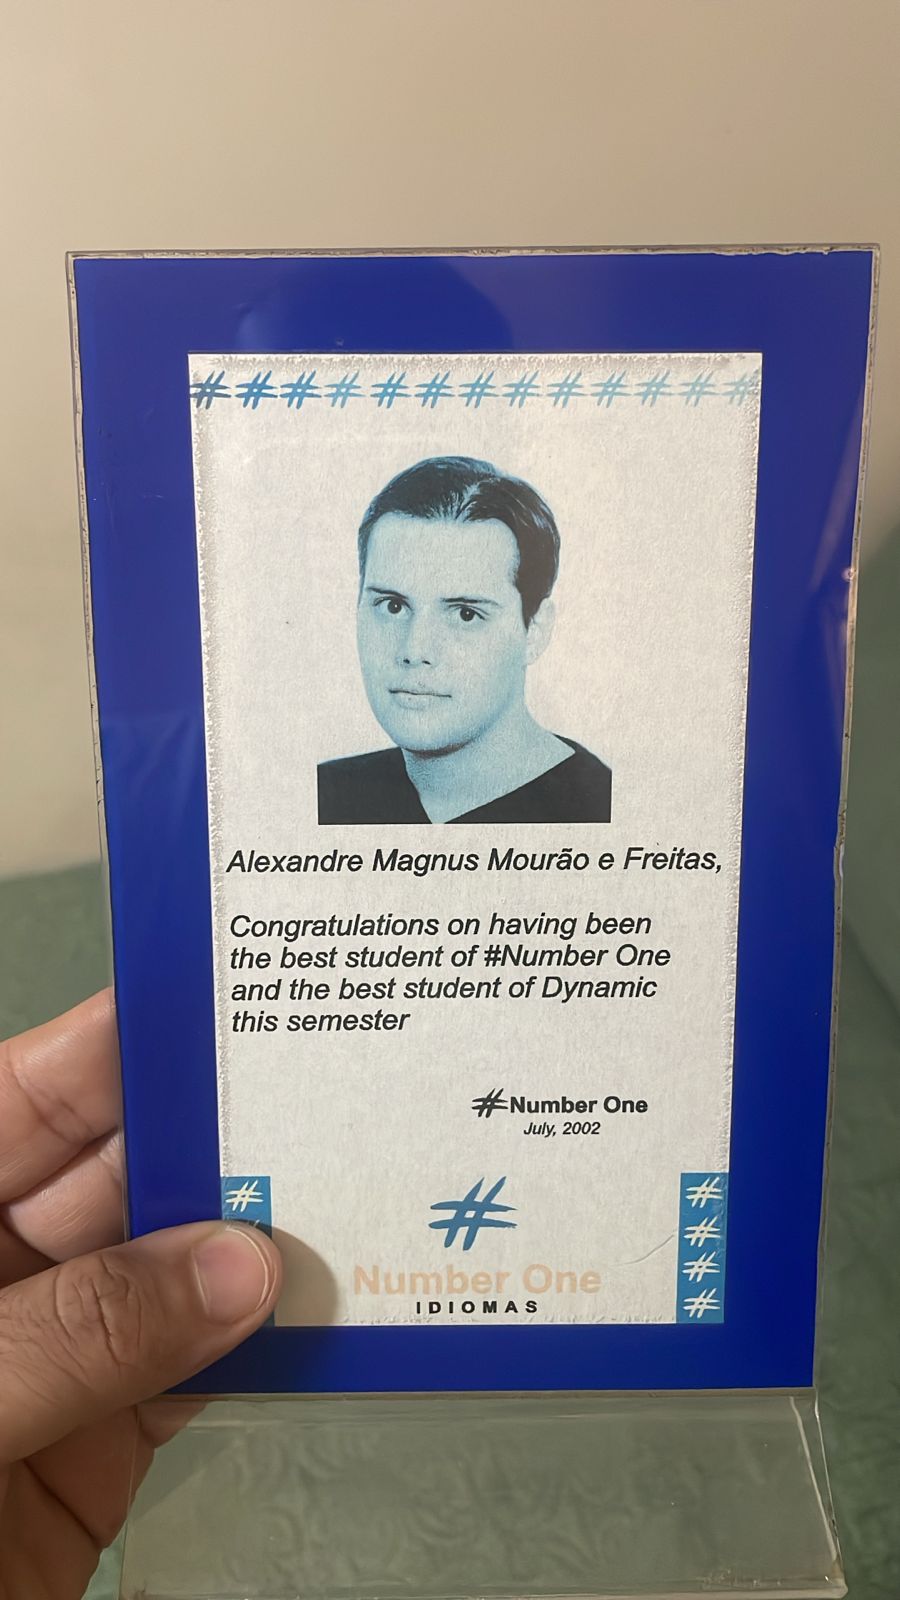 # # # # # # # # # # # # #
Alexandre Magnus Mourão e Freitas,
Congratulations on having been
the best student of #Number One
and the best student of Dynamic
this semester
#Number One
July, 2002
#
Number One
IDIOMAS
#
#
#
#
#